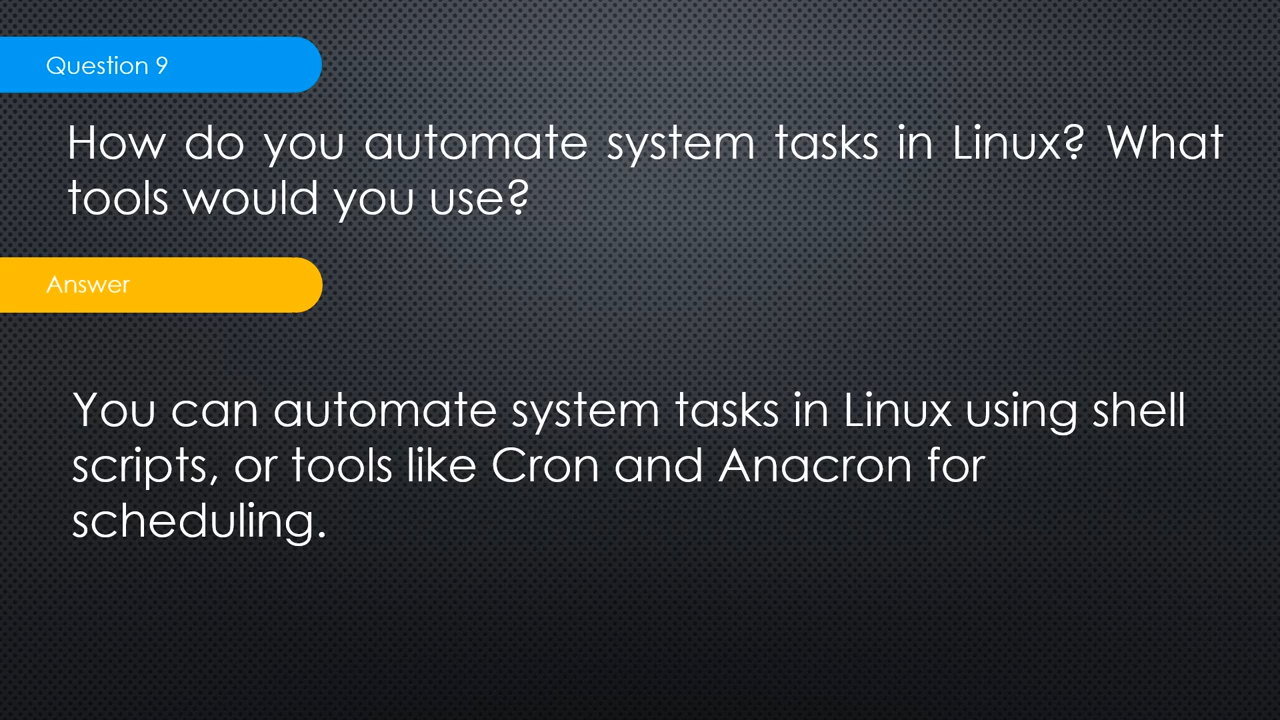 Question 9
How do you automate system tasks in Linux? What
tools would you use?
Answer
You can automate system tasks in Linux using shell
scripts, or tools like Cron and Anacron for
scheduling.